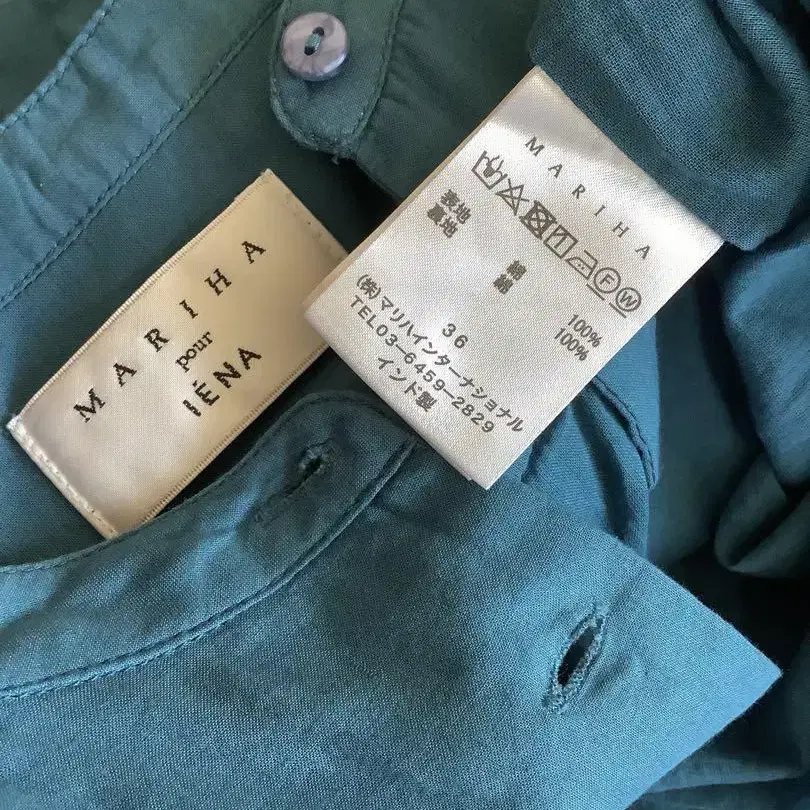 MARIHA
pour
IÉNA
MARIHA
F W
表地 綿 100%
裏地 綿 100%
36
(株)マリハインターナショナル
TEL03-6459-2829
インド製